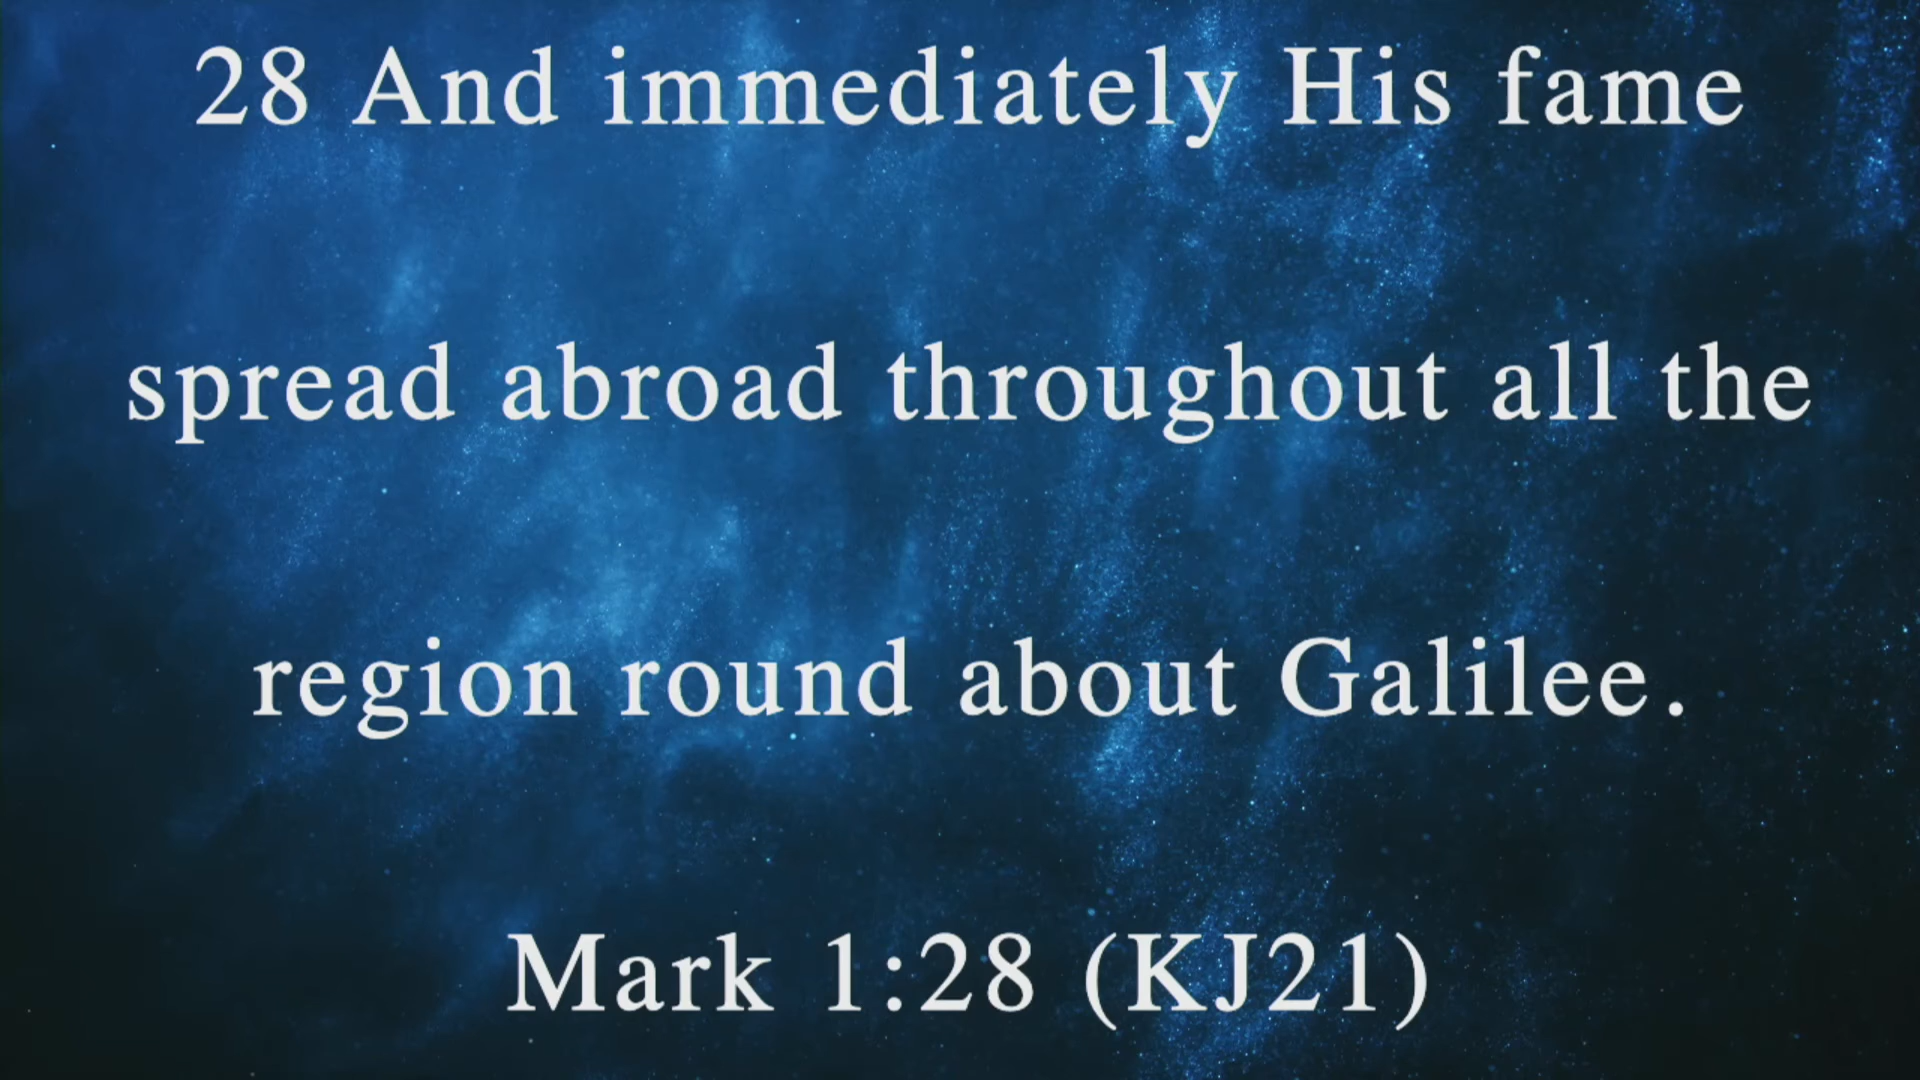 28 And immediately His fame
spread abroad throughout all the
region round about Galilee.
Mark 1:28 (KJ21)